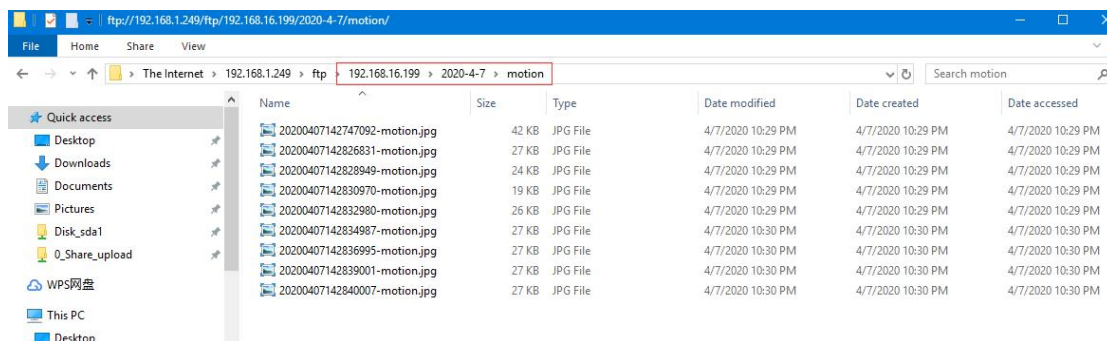 ftp://192.168.1.249/ftp/192.168.16.199/2020-4-7/motion/
File Home Share View
The Internet > 192.168.1.249 > ftp > 192.168.16.199 > 2020-4-7 > motion Search motion
Name Size Type Date modified Date created Date accessed
Quick access
Desktop
Downloads
Documents
Pictures
Disk_sda1
0_Share_upload
WPS网盘
This PC
Desktop
20200407142747092-motion.jpg 42 KB JPG File 4/7/2020 10:29 PM 4/7/2020 10:29 PM 4/7/2020 10:29 PM
20200407142826831-motion.jpg 27 KB JPG File 4/7/2020 10:29 PM 4/7/2020 10:29 PM 4/7/2020 10:29 PM
20200407142828949-motion.jpg 24 KB JPG File 4/7/2020 10:29 PM 4/7/2020 10:29 PM 4/7/2020 10:29 PM
20200407142830970-motion.jpg 19 KB JPG File 4/7/2020 10:29 PM 4/7/2020 10:29 PM 4/7/2020 10:29 PM
20200407142832980-motion.jpg 26 KB JPG File 4/7/2020 10:29 PM 4/7/2020 10:29 PM 4/7/2020 10:29 PM
20200407142834987-motion.jpg 27 KB JPG File 4/7/2020 10:30 PM 4/7/2020 10:30 PM 4/7/2020 10:30 PM
20200407142836995-motion.jpg 27 KB JPG File 4/7/2020 10:30 PM 4/7/2020 10:30 PM 4/7/2020 10:30 PM
20200407142839001-motion.jpg 27 KB JPG File 4/7/2020 10:30 PM 4/7/2020 10:30 PM 4/7/2020 10:30 PM
20200407142840007-motion.jpg 27 KB JPG File 4/7/2020 10:30 PM 4/7/2020 10:30 PM 4/7/2020 10:30 PM